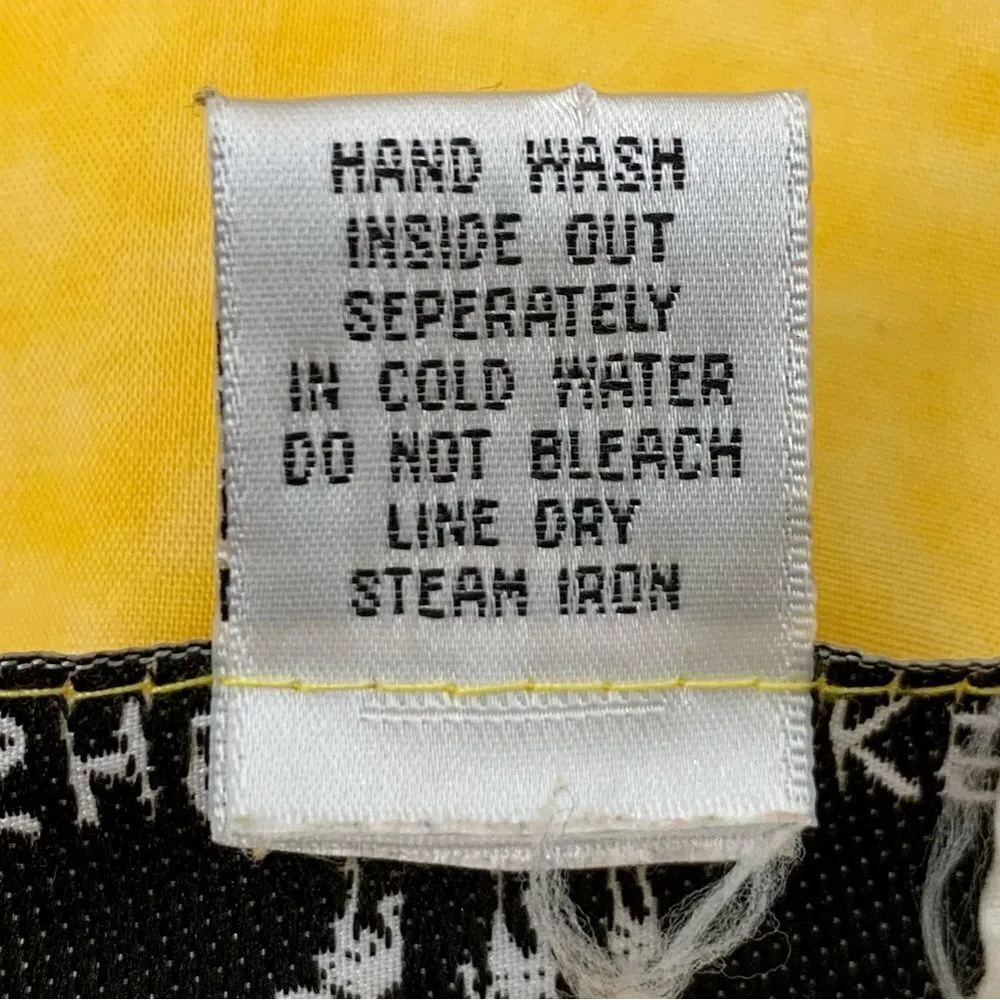 HAND WASH
INSIDE OUT
SEPERATELY
IN COLD WATER
DO NOT BLEACH
LINE DRY
STEAM IRON